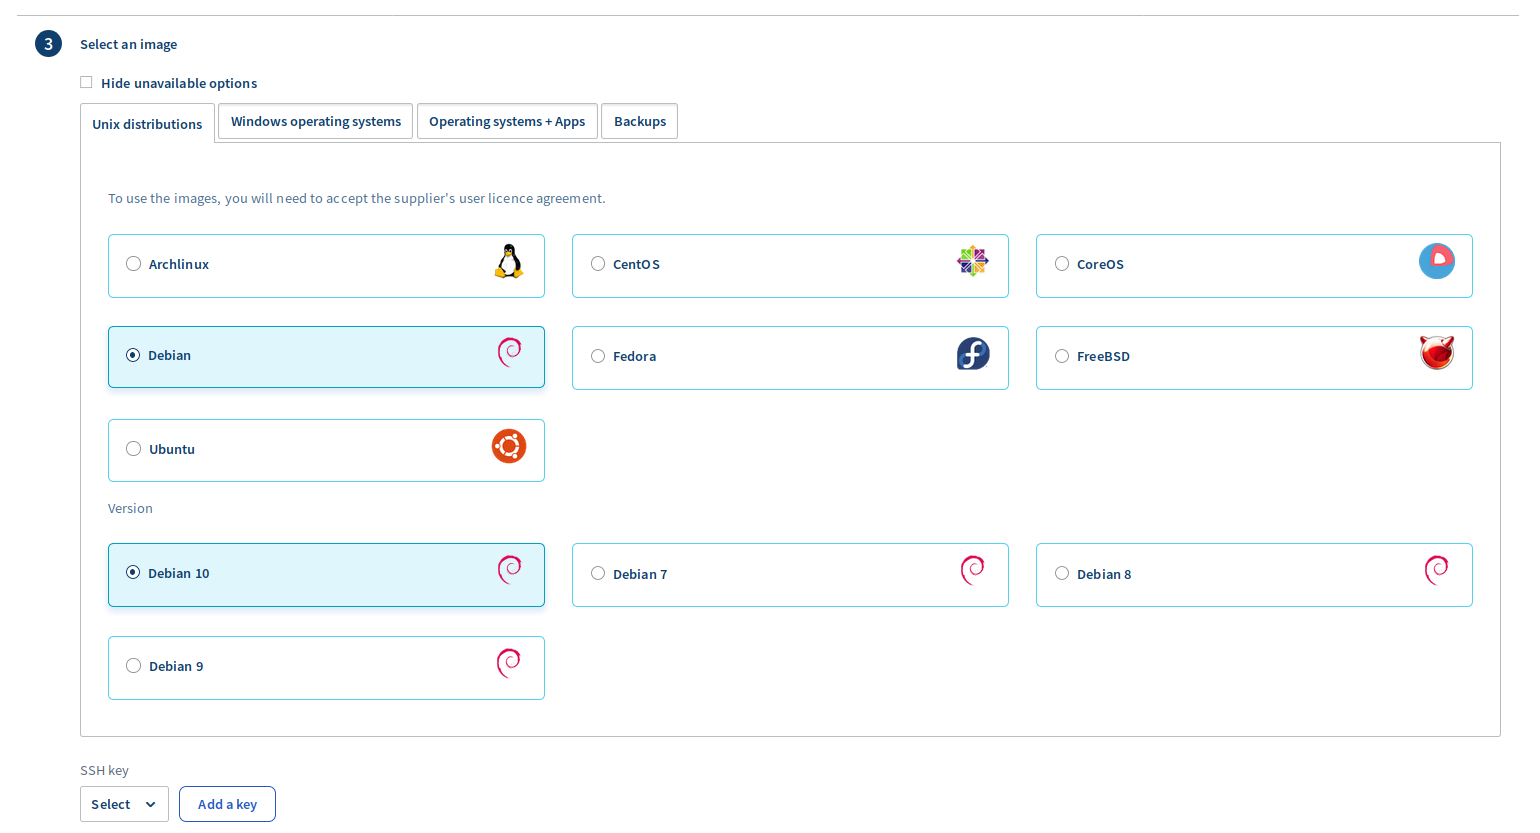 3 Select an image
Hide unavailable options
Unix distributions Windows operating systems Operating systems + Apps Backups
To use the images, you will need to accept the supplier's user licence agreement.
Archlinux CentOS CoreOS
Debian Fedora FreeBSD
Ubuntu
Version
Debian 10 Debian 7 Debian 8
Debian 9
SSH key
Select Add a key